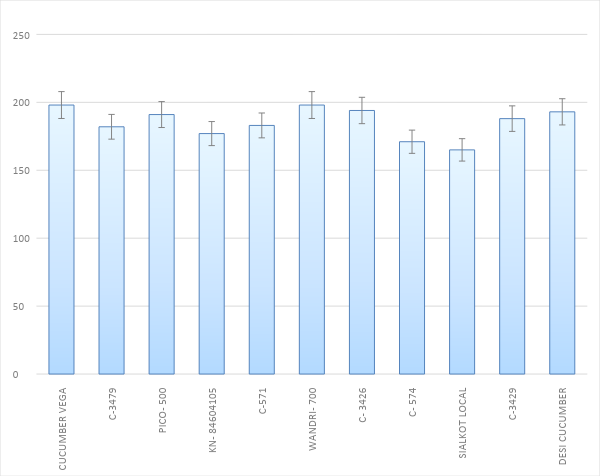 250
200
150
100
50
0
CUCUMBER VEGA
C-3479
PICO- 500
KN- 84604105
C-571
WANDRI- 700
C- 3426
C- 574
SIALKOT LOCAL
C-3429
DESI CUCUMBER